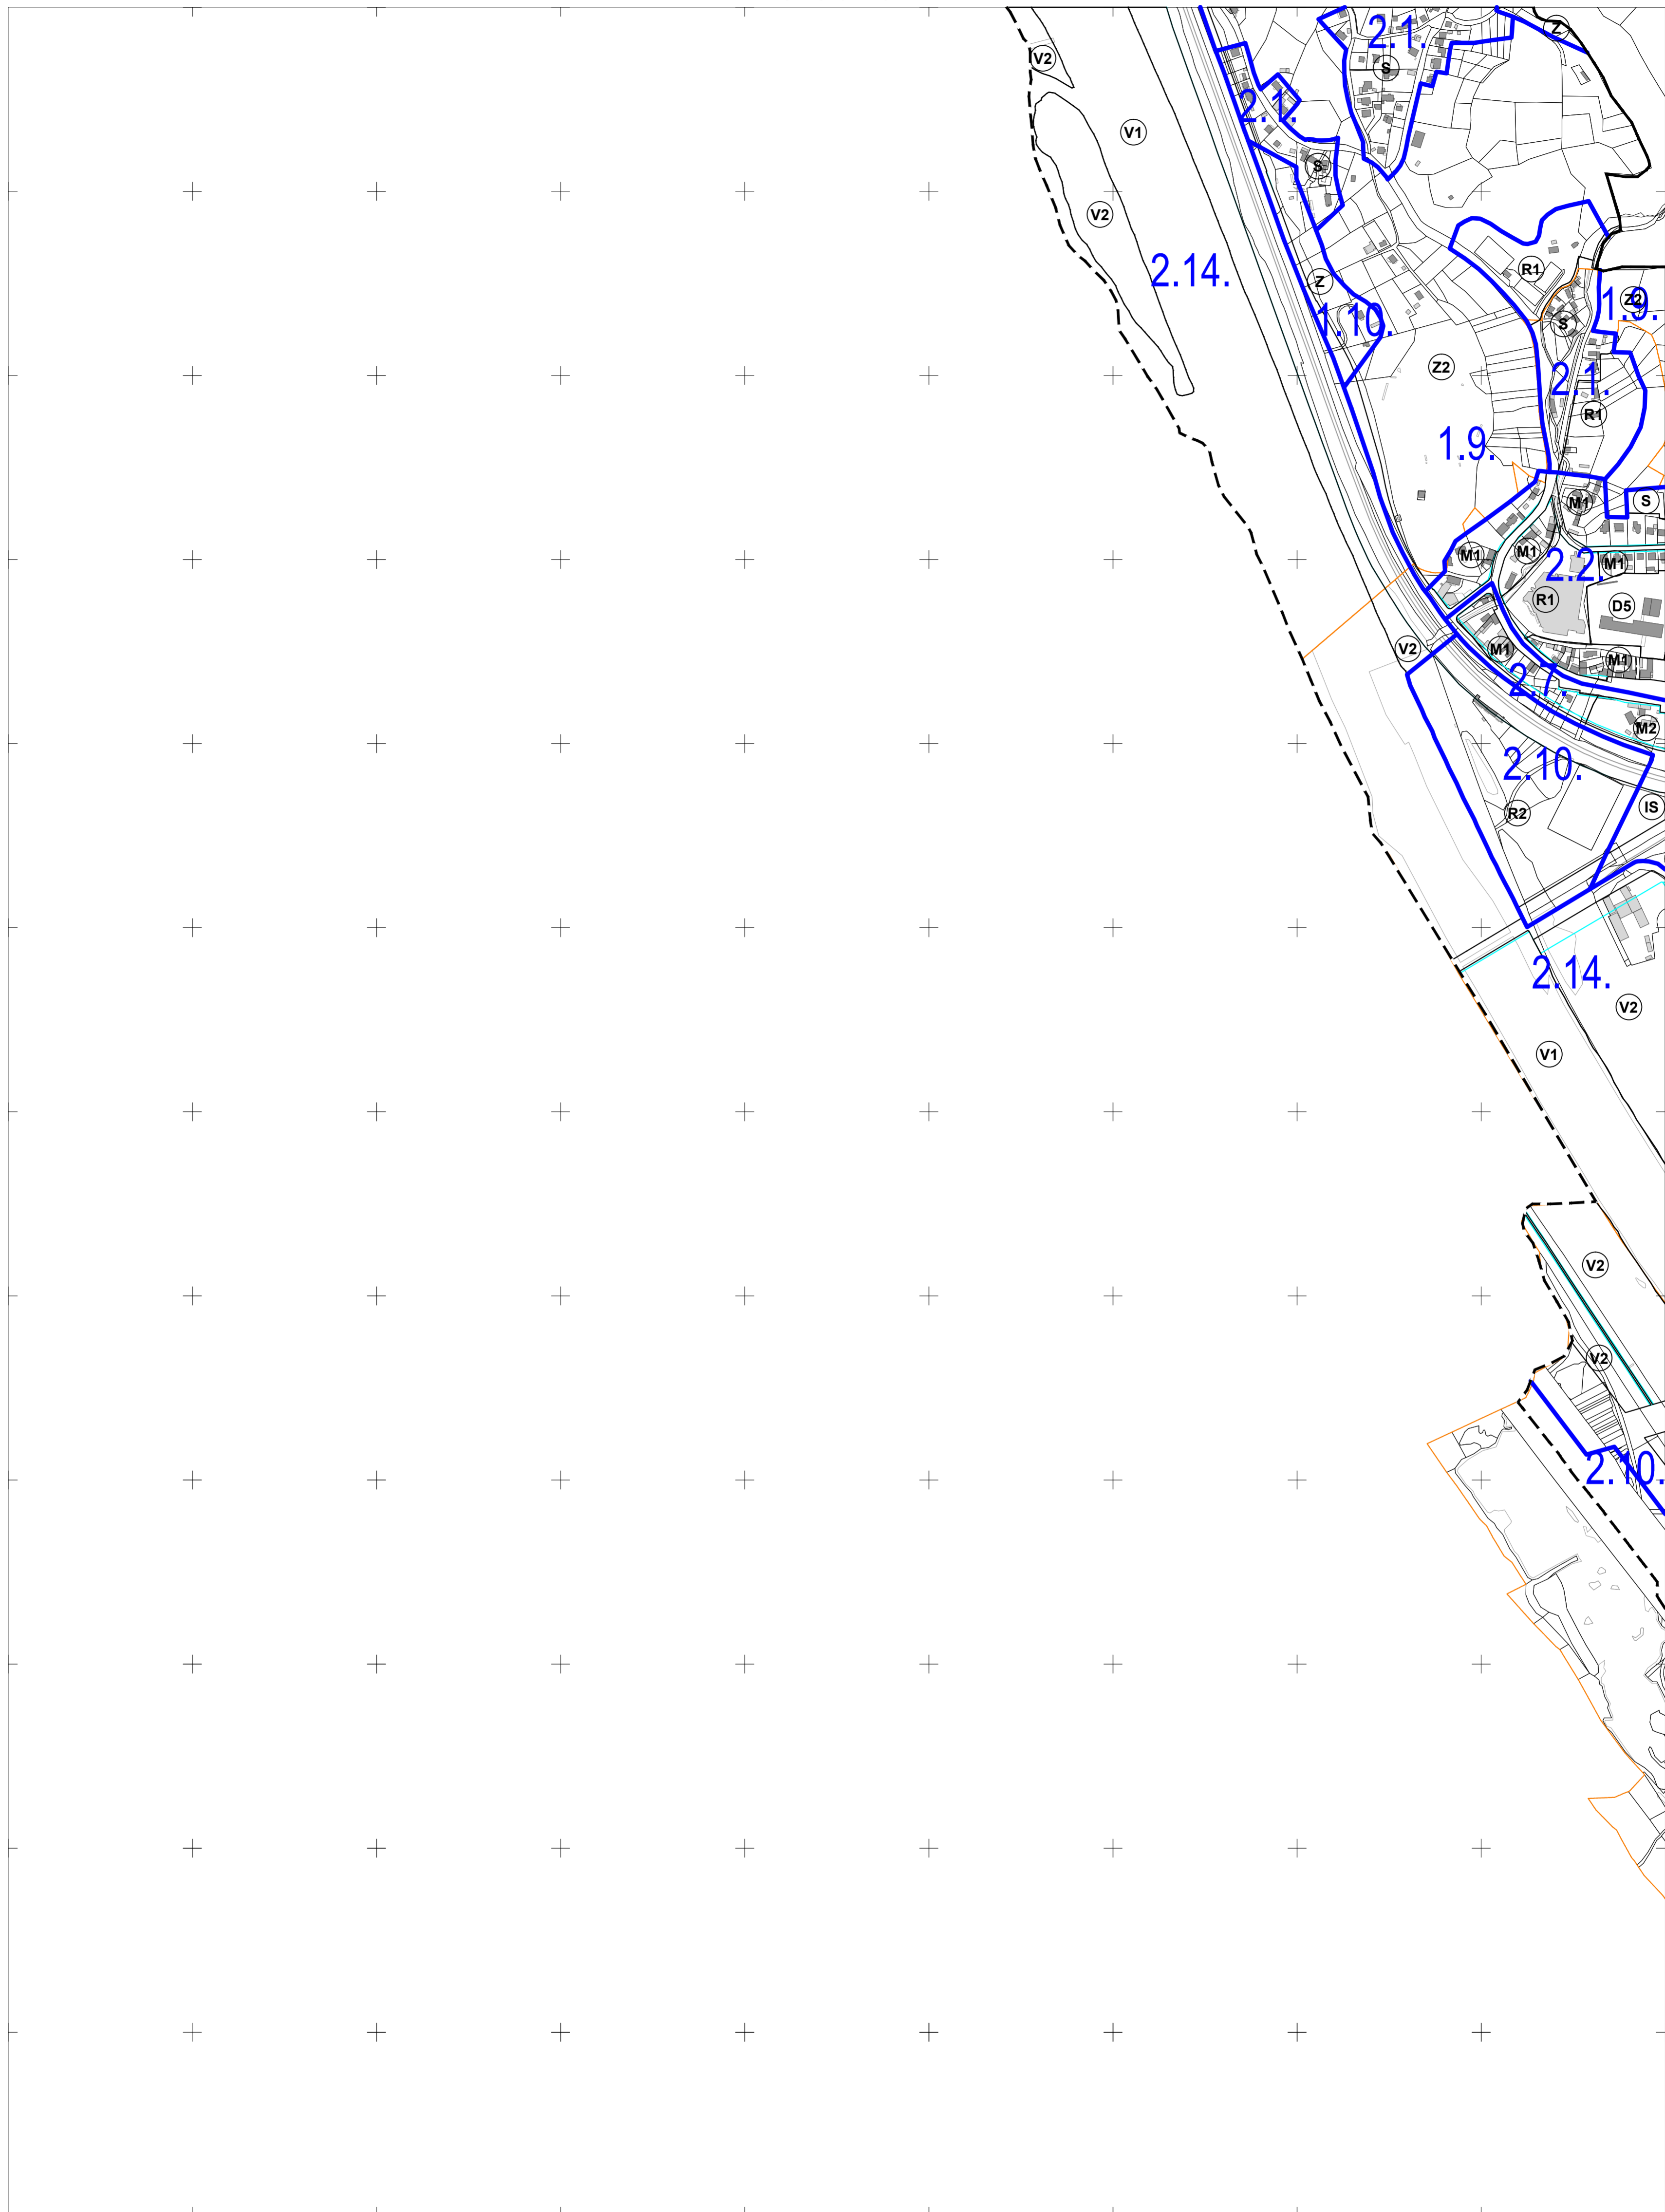 Z
2.1.
V2
S
2.1.
V1
S
V2
2.14.
R1
Z
Z2
1.9.
1.10.
S
Z2
2.1.
R1
1.9.
M1
S
M1
M1
2.2.
M1
R1
D5
V2
M1
M1
2.7.
M2
2.10.
R2
IS
2.14.
V2
V1
V2
V2
2.10.